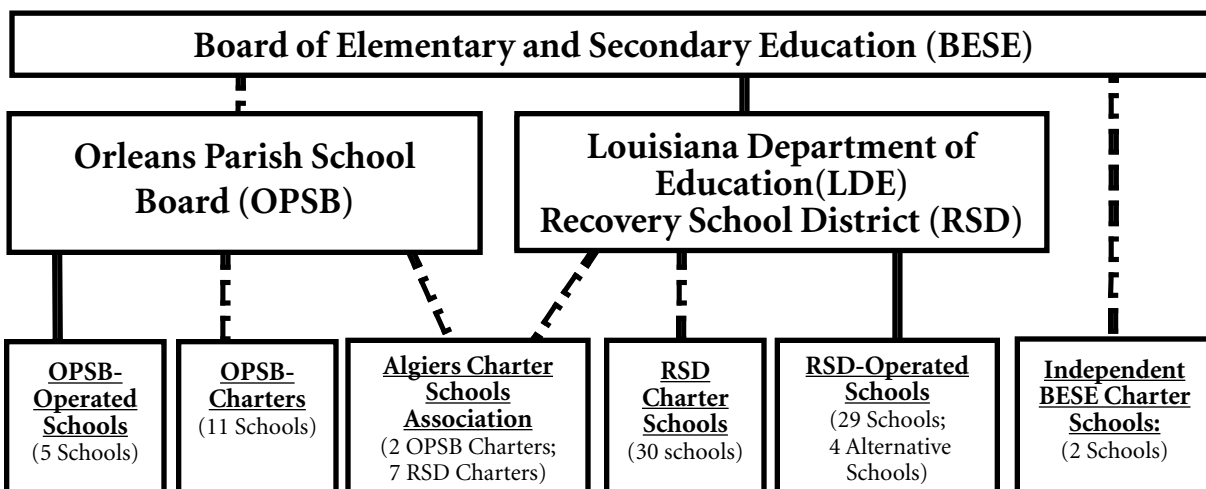 Board of Elementary and Secondary Education (BESE)
Orleans Parish School
Board (OPSB)
Louisiana Department of
Education(LDE)
Recovery School District (RSD)
OPSB-
Operated
Schools
(5 Schools)
OPSB-
Charters
(11 Schools)
Algiers Charter
Schools
Association
(2 OPSB Charters;
7 RSD Charters)
RSD
Charter
Schools
(30 schools)
RSD-Operated
Schools
(29 Schools;
4 Alternative
Schools)
Independent
BESE Charter
Schools:
(2 Schools)